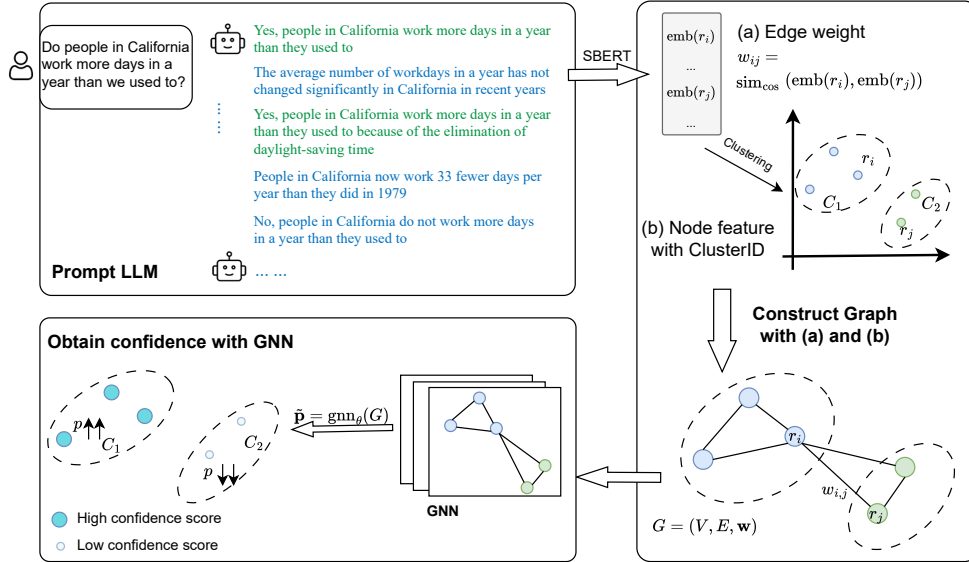 Do people in California
work more days in a
year than we used to?
Yes, people in California work more days in a year
than they used to
The average number of workdays in a year has not
changed significantly in California in recent years
Yes, people in California work more days in a year
than they used to because of the elimination of
daylight-saving time
People in California now work 33 fewer days per
year than they did in 1979
No, people in California do not work more days
in a year than they used to
... ...
Prompt LLM
SBERT
emb(r_i)
...
emb(r_j)
...
(a) Edge weight
w_{ij} =
sim_{cos} (emb(r_i), emb(r_j))
Clustering
r_i
C_1
C_2
r_j
(b) Node feature
with ClusterID
Construct Graph
with (a) and (b)
r_i
w_{i,j}
r_j
G = (V, E, w)
Obtain confidence with GNN
p
C_1
C_2
p
p̃ = gnn_θ(G)
GNN
High confidence score
Low confidence score